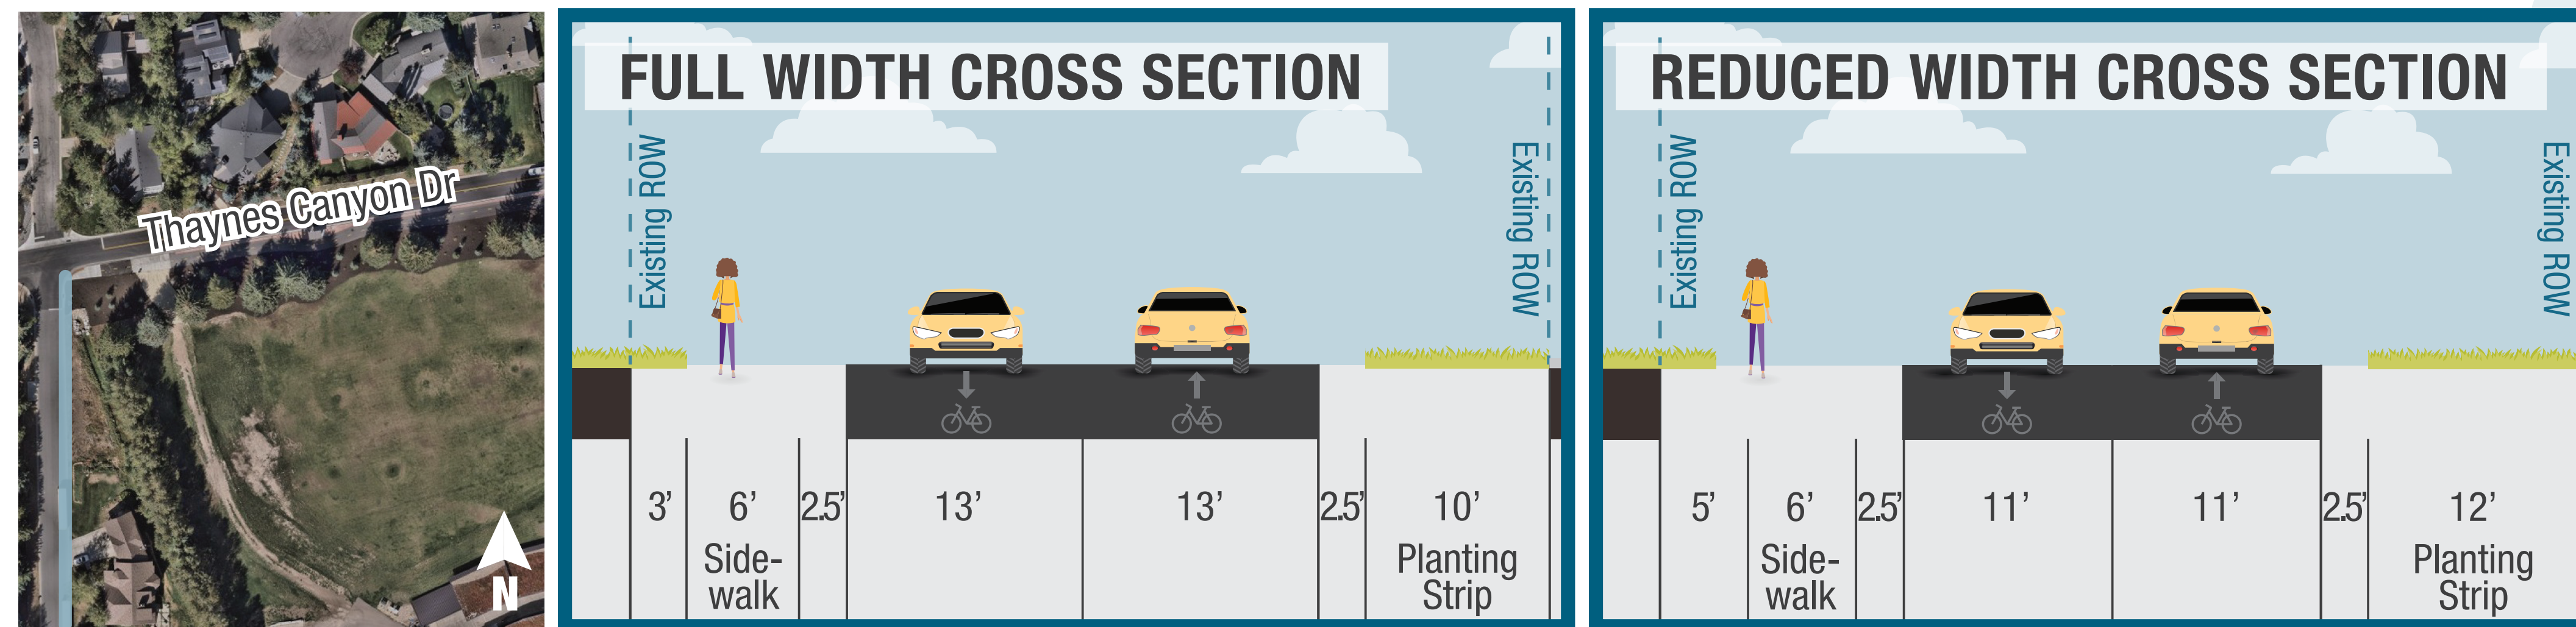 Thaynes Canyon Dr
N
FULL WIDTH CROSS SECTION
Existing ROW
Existing ROW
3’
6’
2.5’
13’
13’
2.5’
10’
Side-
walk
Planting
Strip
REDUCED WIDTH CROSS SECTION
Existing ROW
Existing ROW
5’
6’
2.5’
11’
11’
2.5’
12’
Side-
walk
Planting
Strip